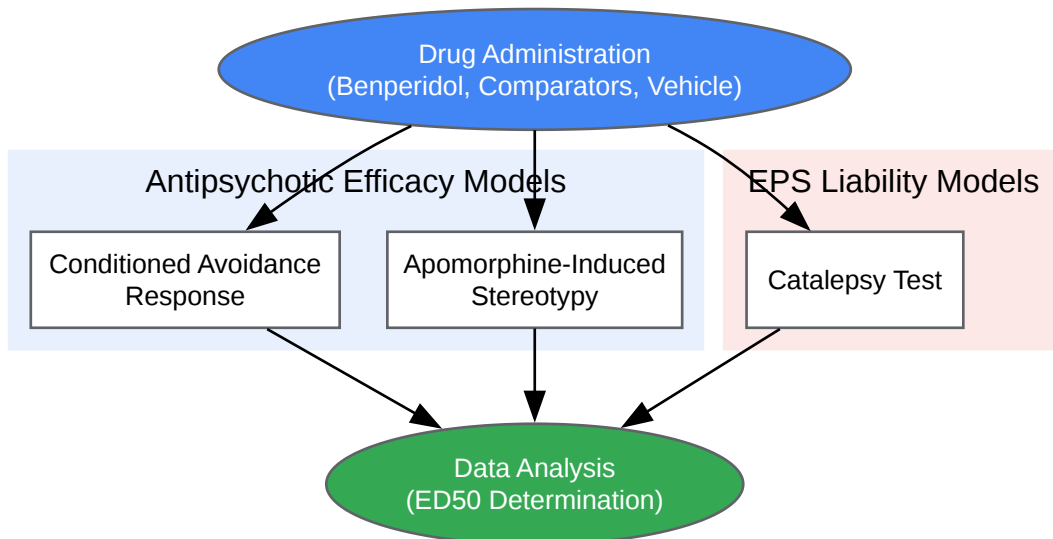 Drug Administration
(Benperidol, Comparators, Vehicle)
Antipsychotic Efficacy Models
EPS Liability Models
Conditioned Avoidance
Response
Apomorphine-Induced
Stereotypy
Catalepsy Test
Data Analysis
(ED50 Determination)